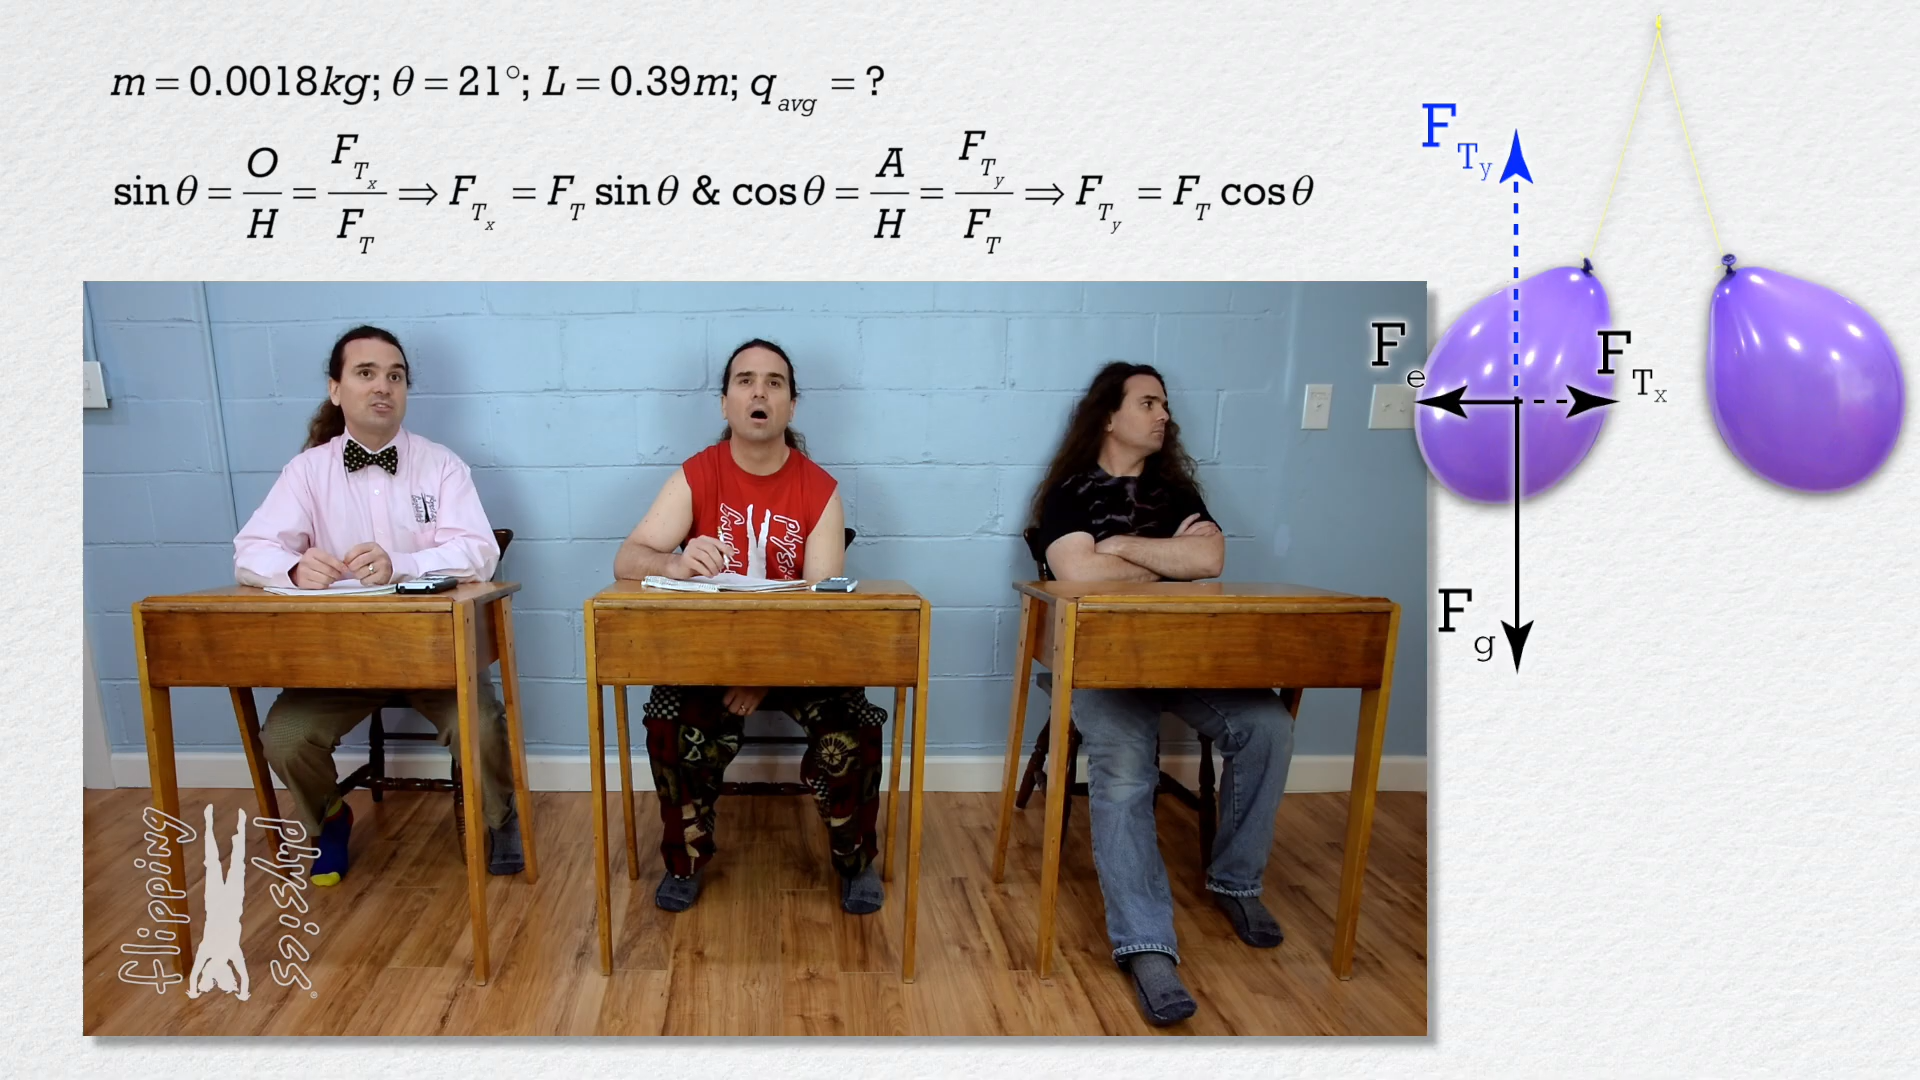 m = 0.0018kg; θ = 21°; L = 0.39m; q_avg = ?
sin θ = O/H = F_Tx/F_T ⇒ F_Tx = F_T sin θ & cos θ = A/H = F_Ty/F_T ⇒ F_Ty = F_T cos θ
F_Ty
F_e
F_Tx
F_g
flipping
physics®